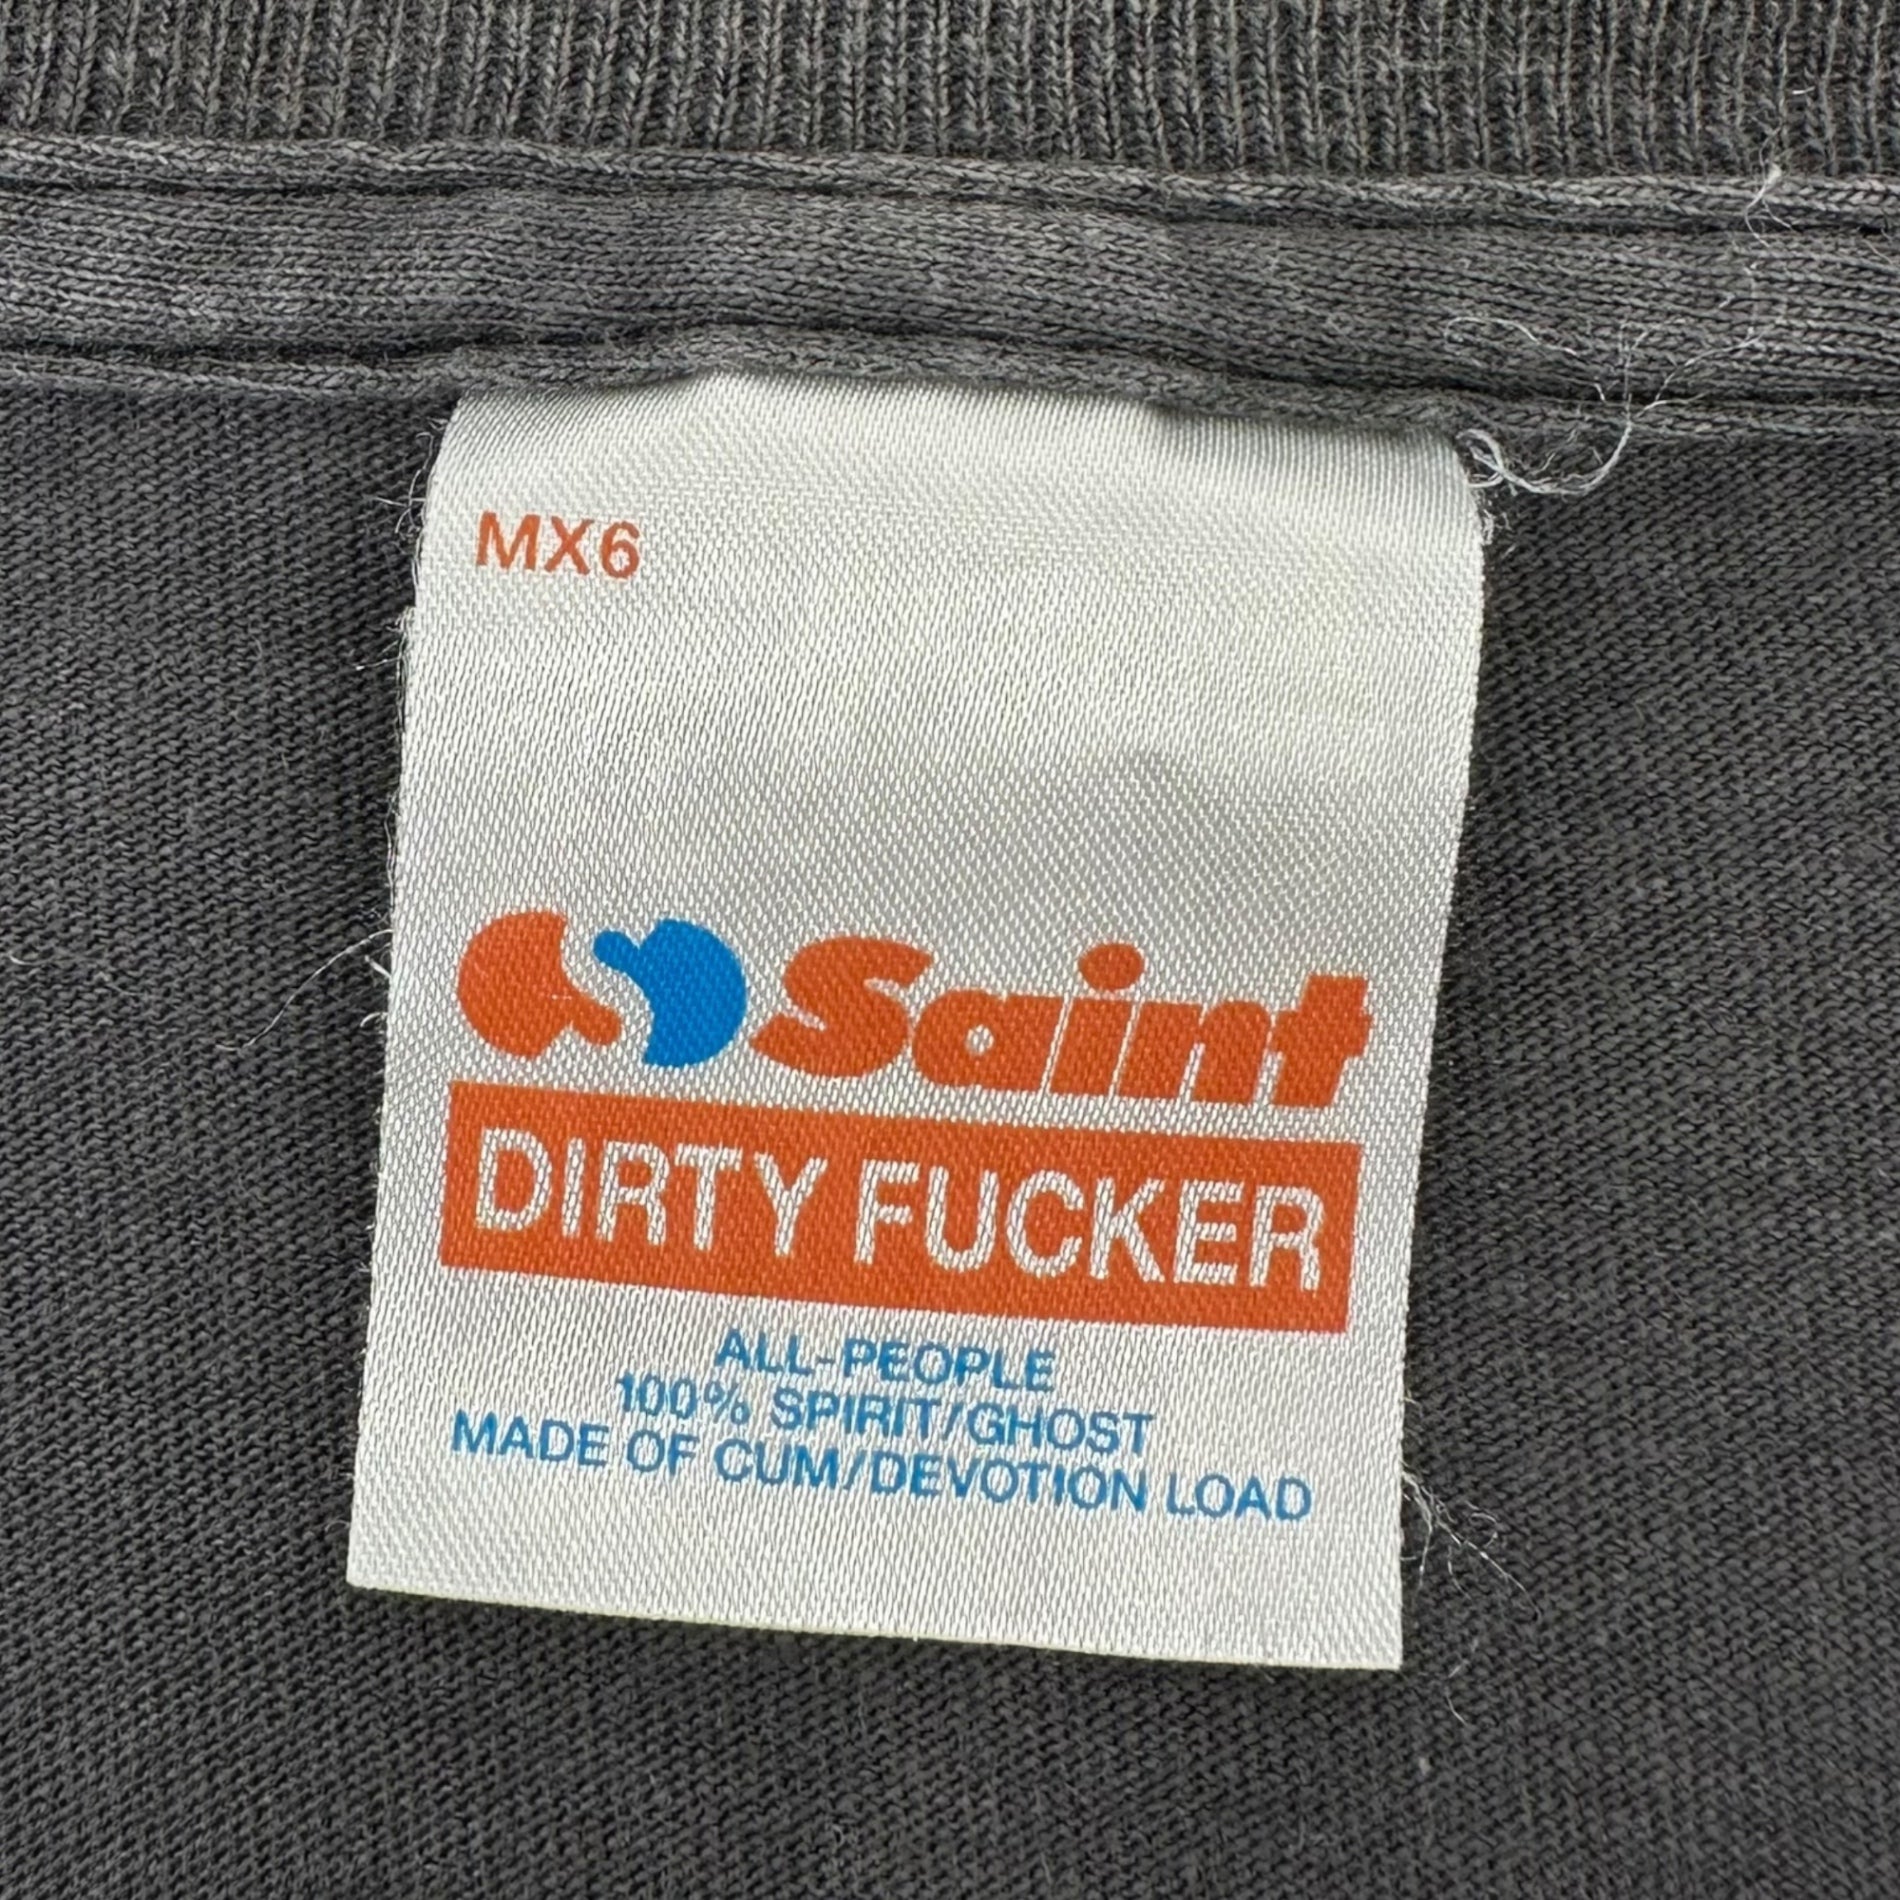 MX6
Saint
DIRTY FUCKER
ALL-PEOPLE
100% SPIRIT/GHOST
MADE OF CUM/DEVOTION LOAD